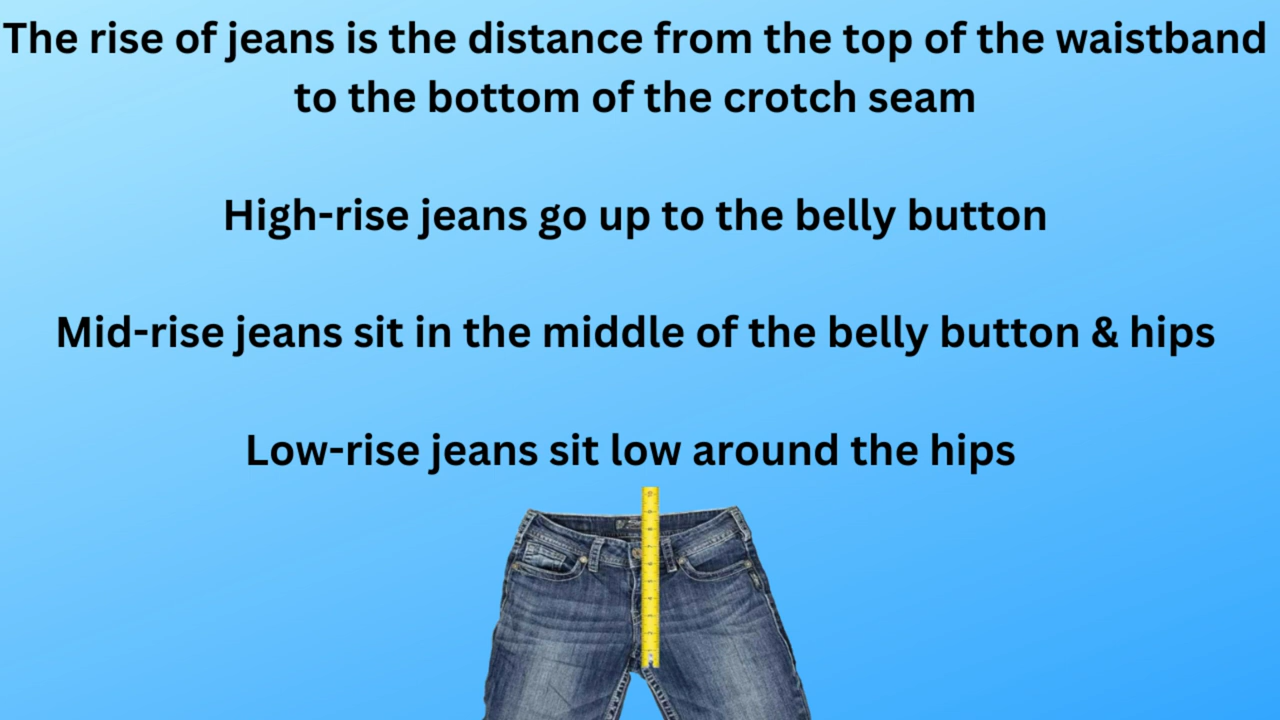 The rise of jeans is the distance from the top of the waistband
to the bottom of the crotch seam
High-rise jeans go up to the belly button
Mid-rise jeans sit in the middle of the belly button & hips
Low-rise jeans sit low around the hips